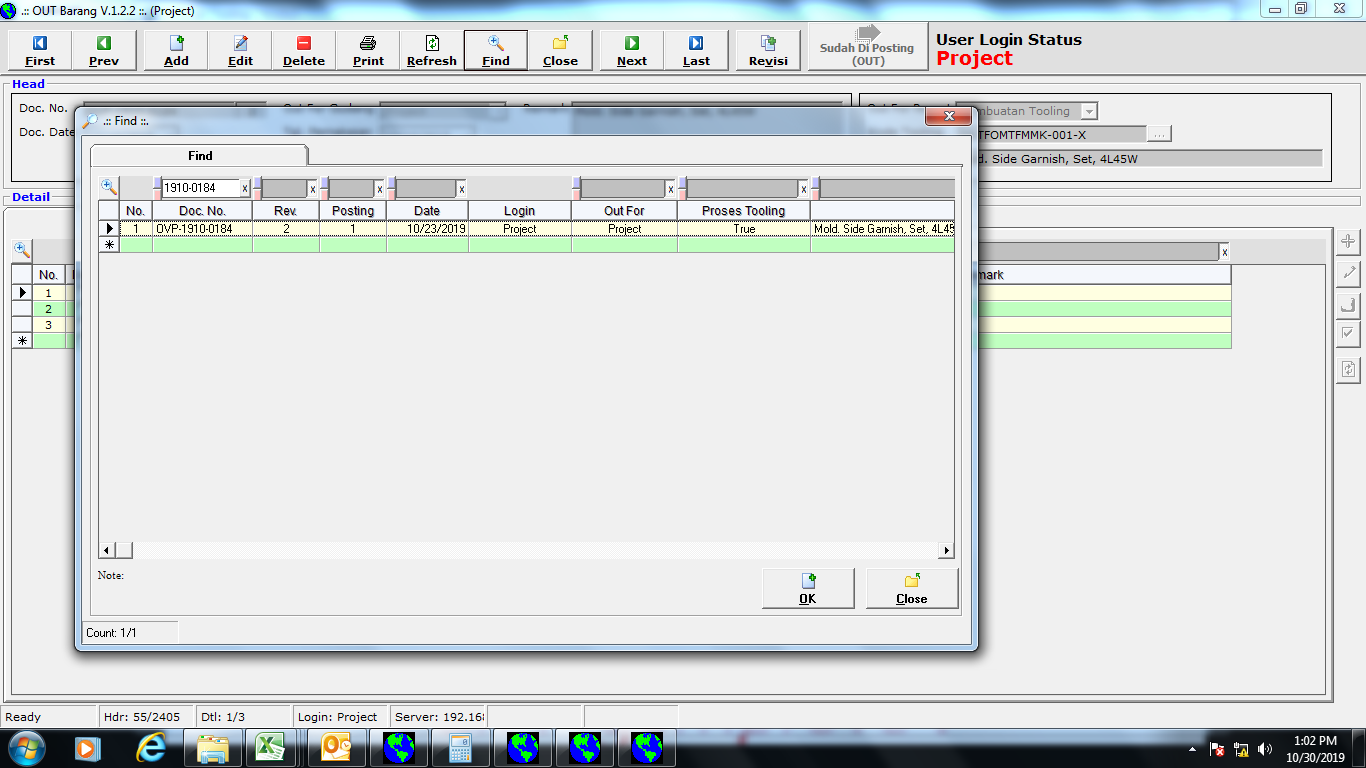 .:: OUT Barang V.1.2.2 ::. (Project)
First
Prev
Add
Edit
Delete
Print
Refresh
Find
Close
Next
Last
Revisi
Sudah Di Posting
(OUT)
User Login Status
Project
Head
Doc. No.
Doc. Date
mbuatan Tooling
TFOMTFMMK-001-X
...
d. Side Garnish, Set, 4L45W
Detail
.:: Find ::.
Find
1910-0184 x x x x x x
No. Doc. No. Rev. Posting Date Login Out For Proses Tooling
1 OVP-1910-0184 2 1 10/23/2019 Project Project True Mold. Side Garnish, Set, 4L45
Note:
OK
Close
Count: 1/1
x
No.
mark
1
2
3
Ready
Hdr: 55/2405
Dtl: 1/3
Login: Project
Server: 192.16
1:02 PM
10/30/2019